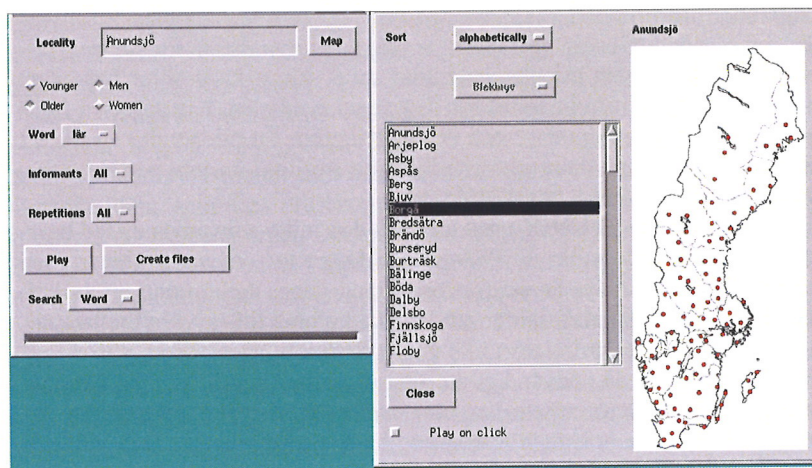 Locality Anundsjö Map
Younger Men
Older Women
Word lär
Informants All
Repetitions All
Play Create files
Search Word
Sort alphabetically
Blekinge
Anundsjö
Arjeplog
Asby
Aspås
Berg
Bjuv
Borgå
Bredsätra
Brändö
Burseryd
Burträsk
Bälinge
Böda
Dalby
Delsbo
Finnskoga
Fjällsjö
Floby
Close
Play on click
Anundsjö